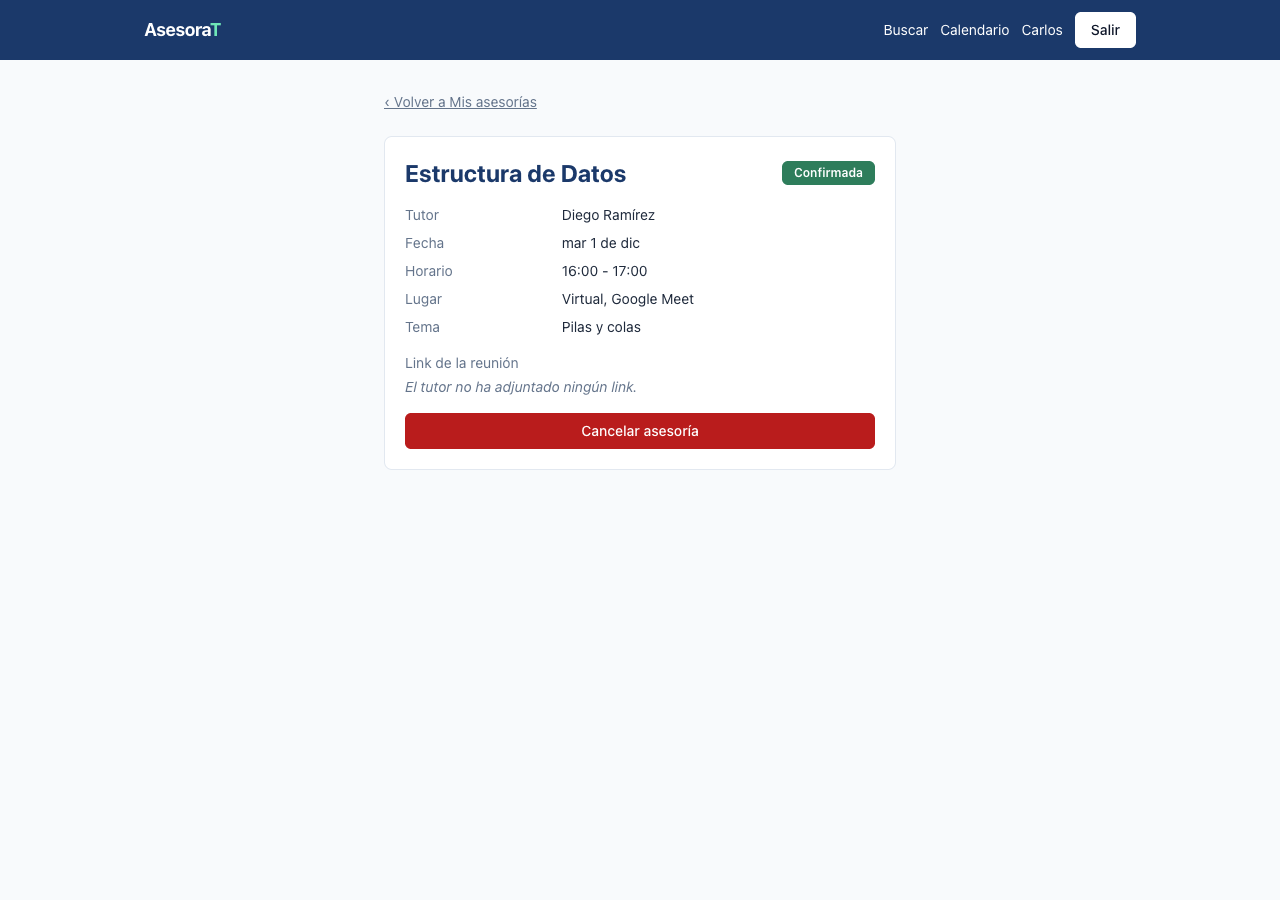 AsesoraT
Buscar Calendario Carlos Salir
‹ Volver a Mis asesorías
Estructura de Datos Confirmada
Tutor Diego Ramírez
Fecha mar 1 de dic
Horario 16:00 - 17:00
Lugar Virtual, Google Meet
Tema Pilas y colas
Link de la reunión
El tutor no ha adjuntado ningún link.
Cancelar asesoría